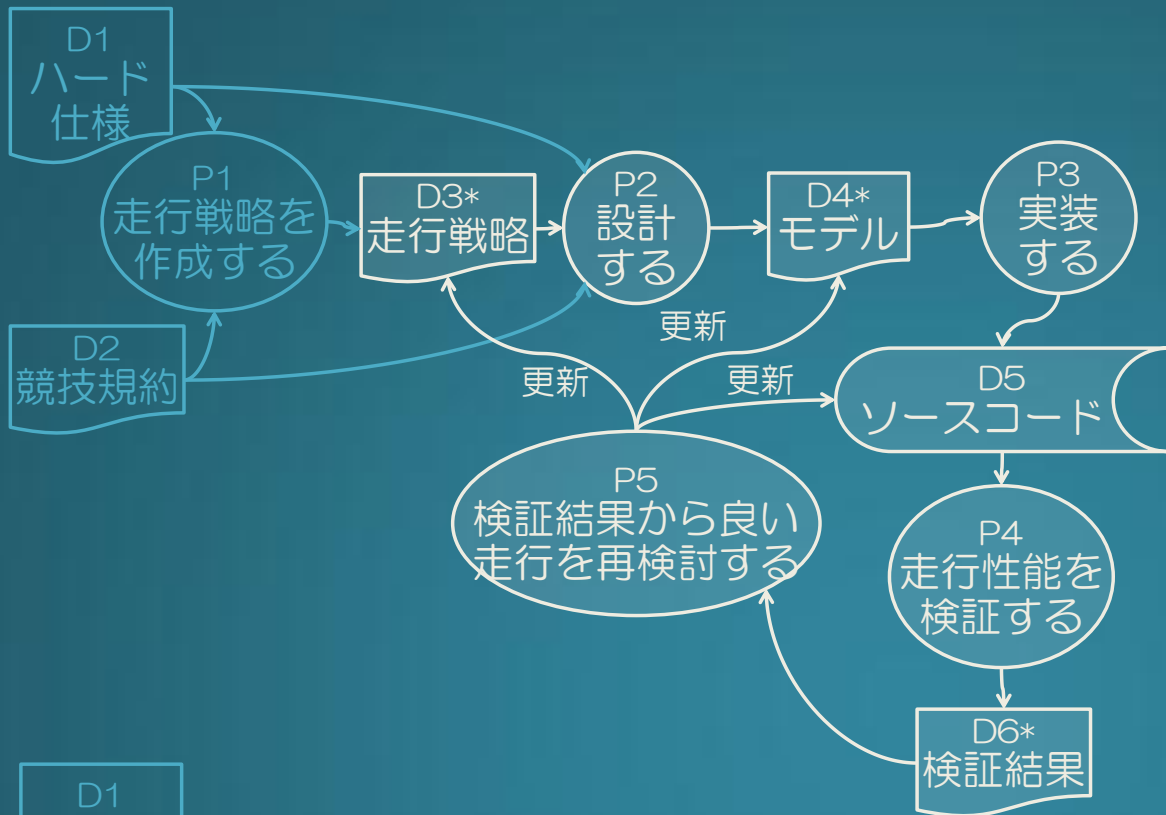 D1
ハード
仕様
P1
走行戦略を
作成する
D2
競技規約
D3*
走行戦略
P2
設計
する
D4*
モデル
P3
実装
する
更新
更新
更新
D5
ソースコード
P5
検証結果から良い
走行を再検討する
P4
走行性能を
検証する
D6*
検証結果
D1